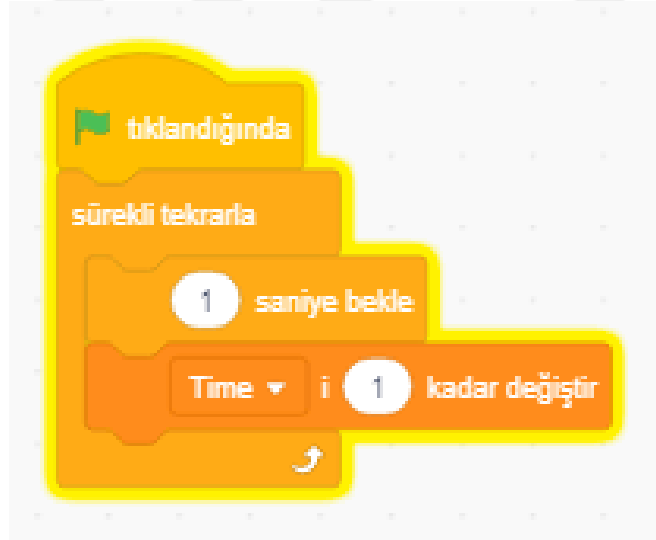 tıklandığında
sürekli tekrarla
1 saniye bekle
Time i 1 kadar değiştir